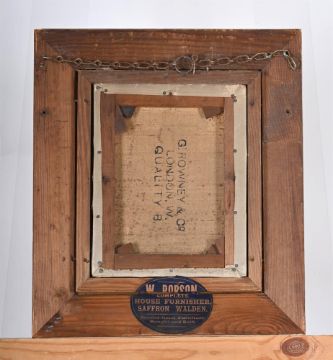 G. ROWNEY & Co
LONDON W.
QUALITY B
W. DOBSON
COMPLETE
HOUSE FURNISHER,
SAFFRON WALDEN.